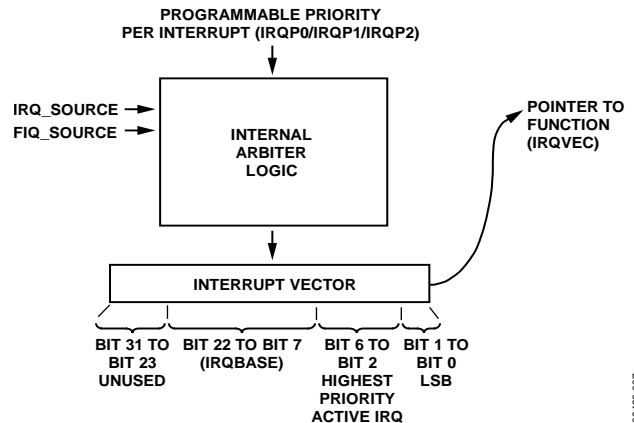 PROGRAMMABLE PRIORITY
PER INTERRUPT (IRQP0/IRQP1/IRQP2)
IRQ_SOURCE
FIQ_SOURCE
INTERNAL
ARBITER
LOGIC
POINTER TO
FUNCTION
(IRQVEC)
INTERRUPT VECTOR
BIT 31 TO
BIT 23
UNUSED
BIT 22 TO BIT 7
(IRQBASE)
BIT 6 TO
BIT 2
HIGHEST
PRIORITY
ACTIVE IRQ
BIT 1 TO
BIT 0
LSB